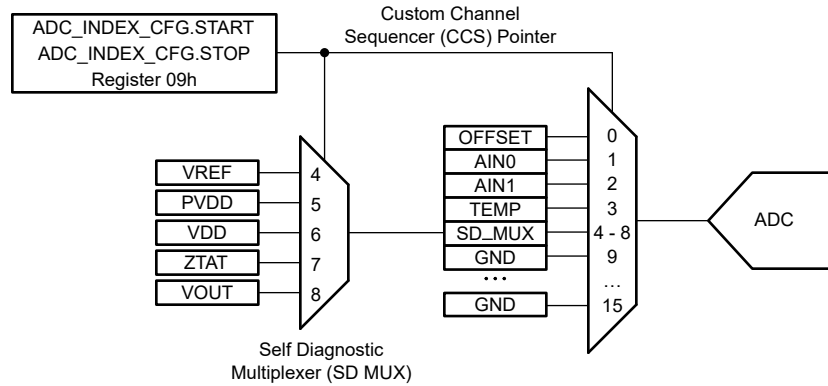 ADC_INDEX_CFG.START
ADC_INDEX_CFG.STOP
Register 09h
Custom Channel
Sequencer (CCS) Pointer
VREF
PVDD
VDD
ZTAT
VOUT
4
5
6
7
8
Self Diagnostic
Multiplexer (SD MUX)
OFFSET
AIN0
AIN1
TEMP
SD_MUX
GND
...
GND
0
1
2
3
4 - 8
9
...
15
ADC